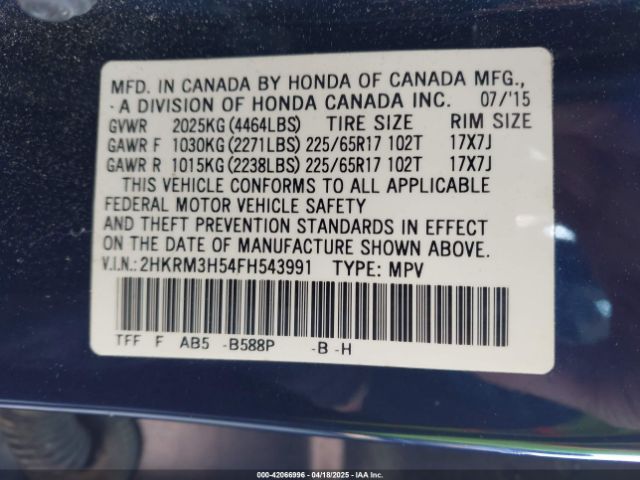 MFD. IN CANADA BY HONDA OF CANADA MFG.,
A DIVISION OF HONDA CANADA INC. 07/'15
GVWR 2025KG(4464LBS) TIRE SIZE RIM SIZE
GAWR F 1030KG(2271LBS) 225/65R17 102T 17X7J
GAWR R 1015KG(2238LBS) 225/65R17 102T 17X7J
THIS VEHICLE CONFORMS TO ALL APPLICABLE
FEDERAL MOTOR VEHICLE SAFETY
AND THEFT PREVENTION STANDARDS IN EFFECT
ON THE DATE OF MANUFACTURE SHOWN ABOVE.
V.I.N.:2HKRM3H54FH543991 TYPE: MPV
TFF F AB5 -B588P -B -H
000-42066996 - 04/18/2025 - IAA Inc.